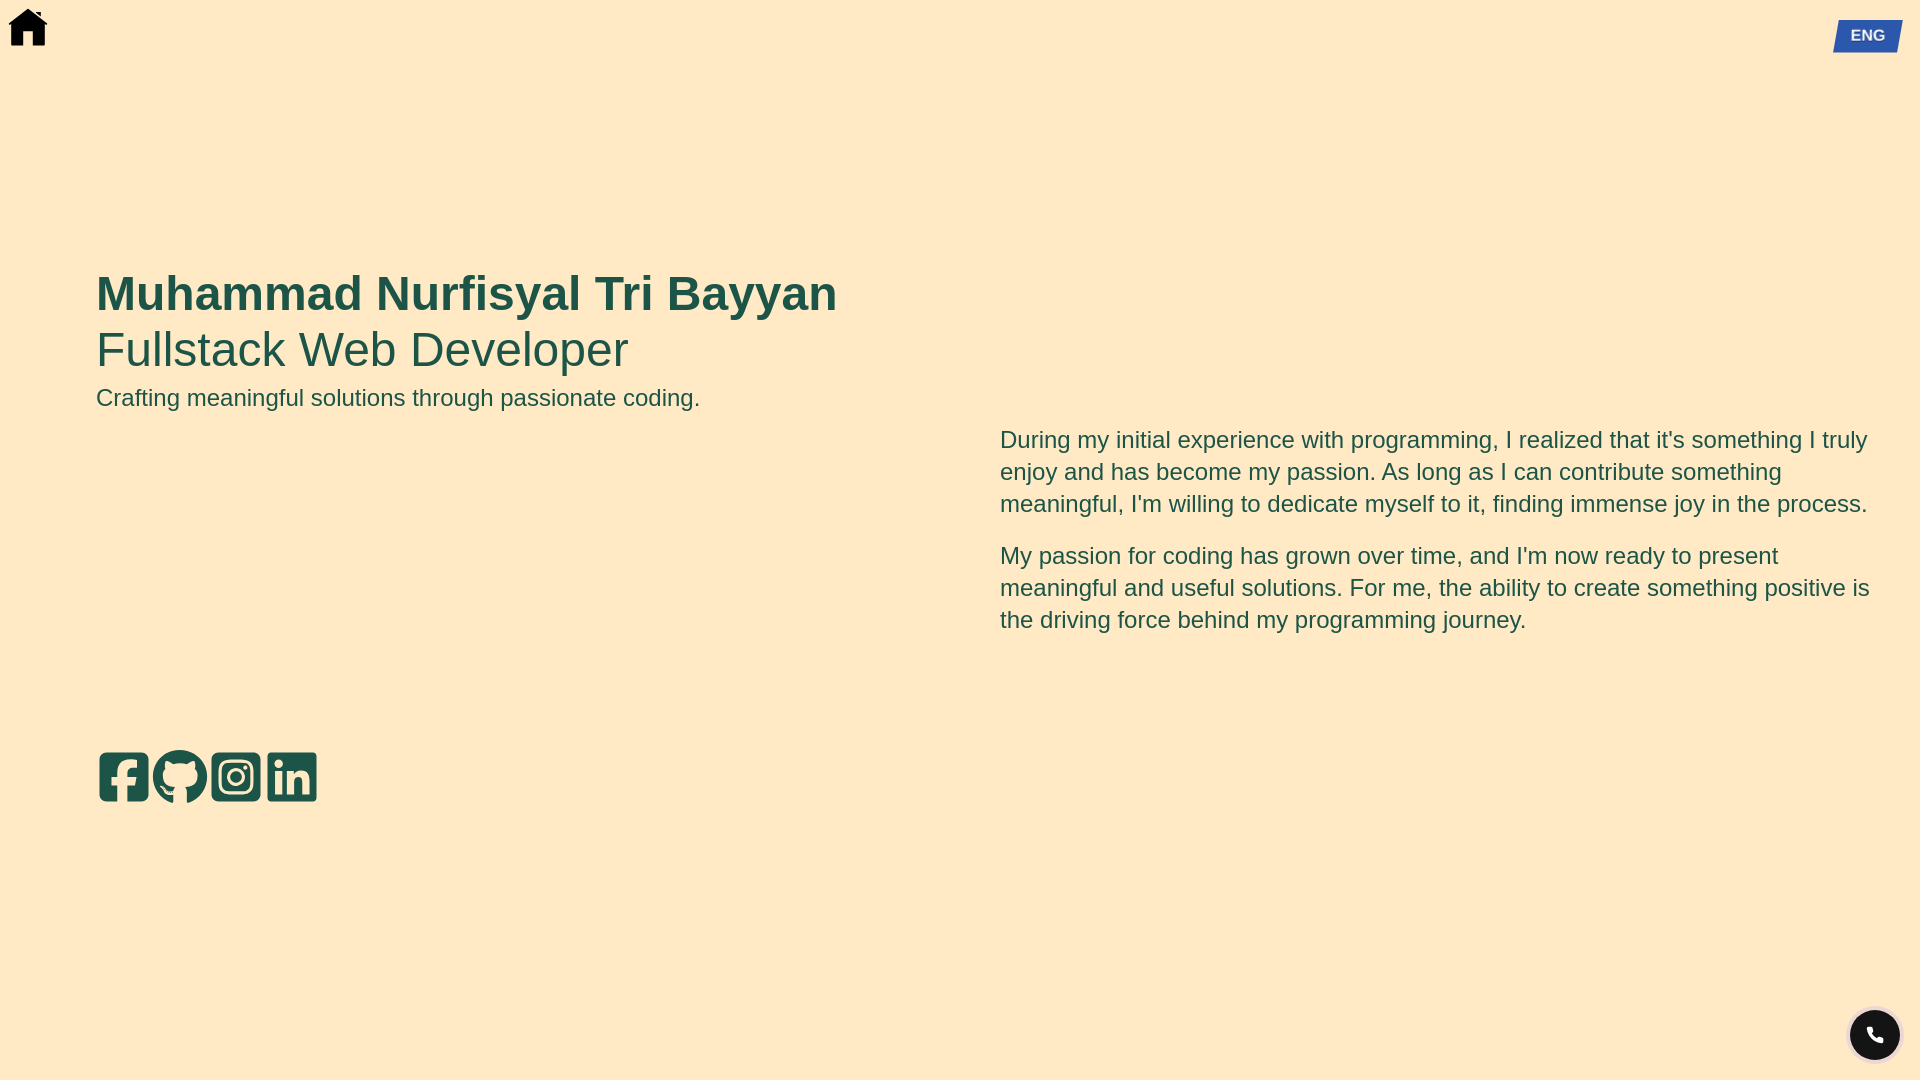 ENG
Muhammad Nurfisyal Tri Bayyan
Fullstack Web Developer
Crafting meaningful solutions through passionate coding.
During my initial experience with programming, I realized that it's something I truly
enjoy and has become my passion. As long as I can contribute something
meaningful, I'm willing to dedicate myself to it, finding immense joy in the process.
My passion for coding has grown over time, and I'm now ready to present
meaningful and useful solutions. For me, the ability to create something positive is
the driving force behind my programming journey.